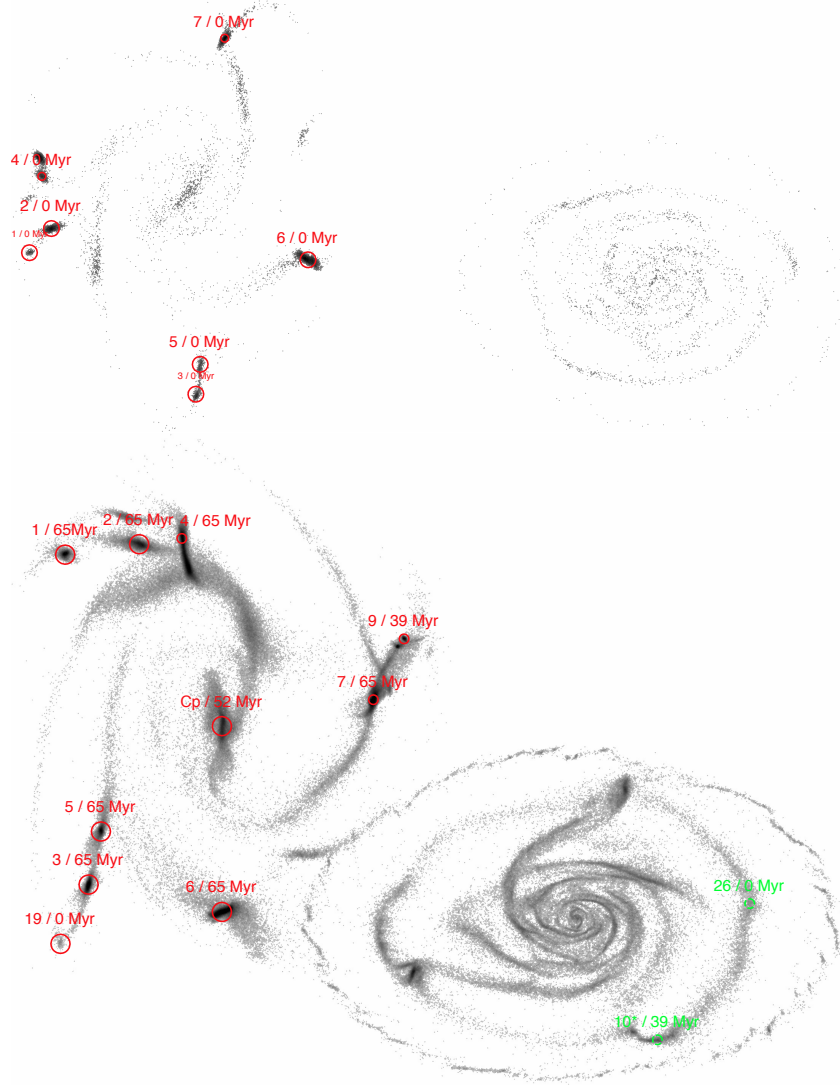 7 / 0 Myr
4 / 0 Myr
2 / 0 Myr
1 / 0 Myr
6 / 0 Myr
5 / 0 Myr
3 / 0 Myr
1 / 65Myr
2 / 65 Myr
4 / 65 Myr
9 / 39 Myr
7 / 65 Myr
Cp / 52 Myr
5 / 65 Myr
3 / 65 Myr
6 / 65 Myr
26 / 0 Myr
19 / 0 Myr
10* / 39 Myr